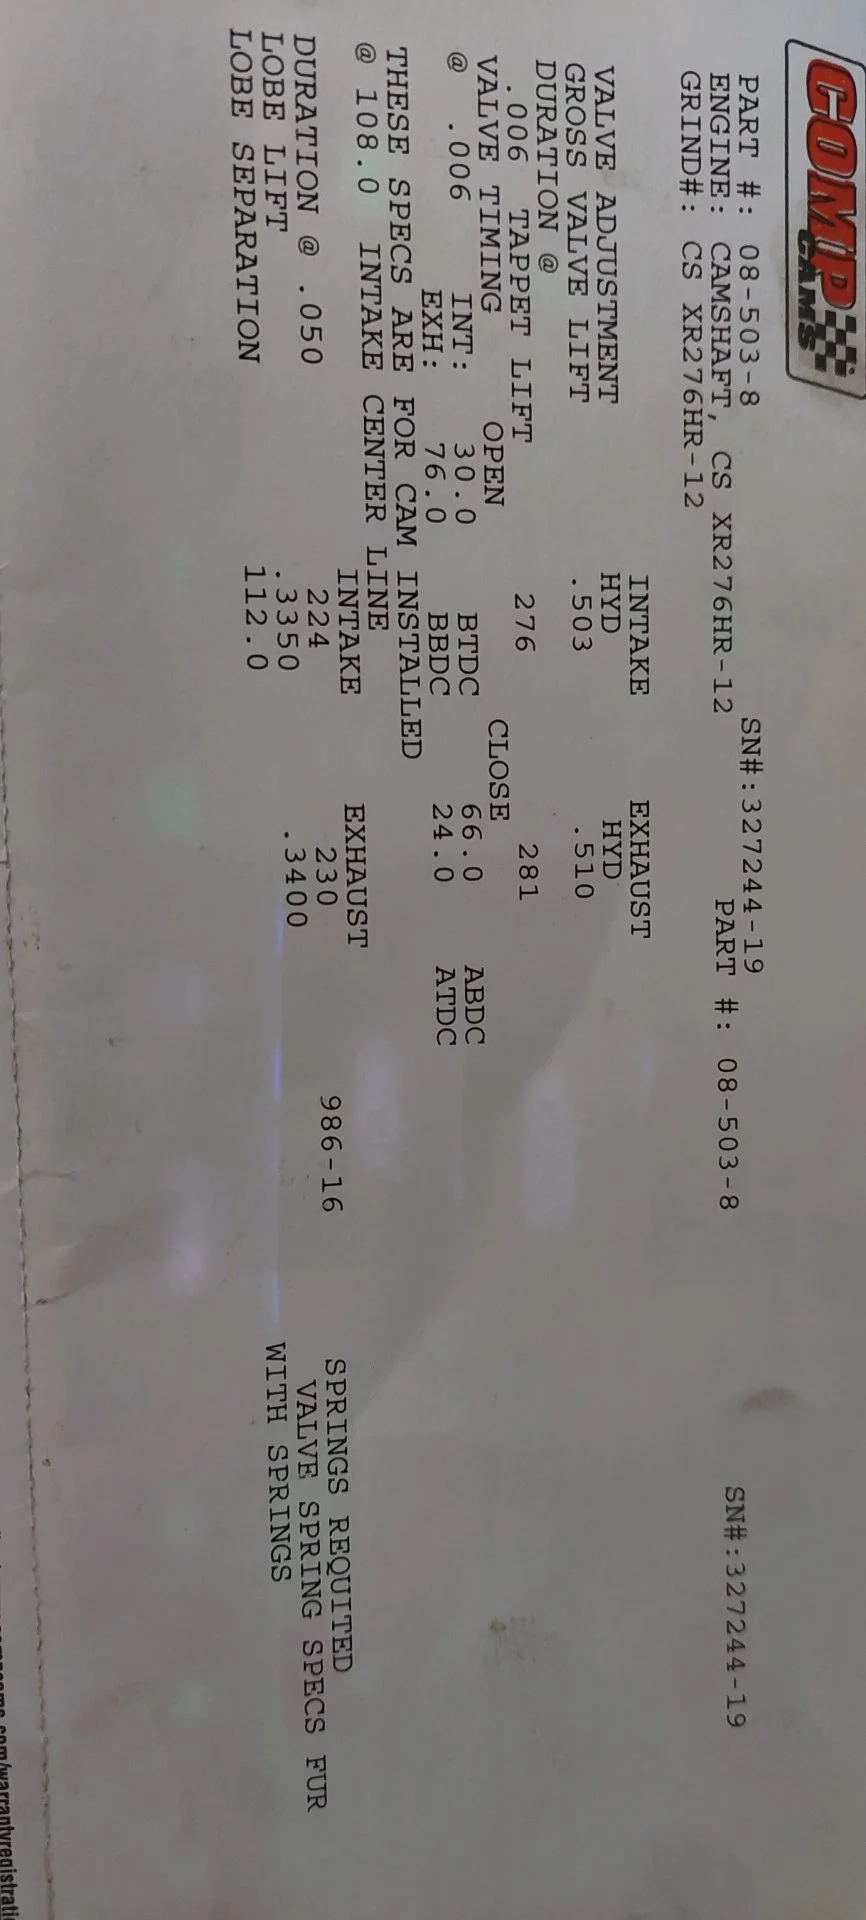 COMP CAMS
PART #: 08-503-8 SN#:327244-19
ENGINE: CAMSHAFT, CS XR276HR-12 PART #: 08-503-8 SN#:327244-19
GRIND#: CS XR276HR-12
INTAKE EXHAUST
VALVE ADJUSTMENT HYD HYD
GROSS VALVE LIFT .503 .510
DURATION @
.006 TAPPET LIFT 276 281
VALVE TIMING OPEN CLOSE
@ .006 INT: 30.0 BTDC 66.0 ABDC
EXH: 76.0 BBDC 24.0 ATDC
THESE SPECS ARE FOR CAM INSTALLED
@ 108.0 INTAKE CENTER LINE
INTAKE EXHAUST
DURATION @ .050 224 230
LOBE LIFT .3350 .3400
LOBE SEPARATION 112.0
986-16 SPRINGS REQUITED
VALVE SPRING SPECS FUR
WITH SPRINGS